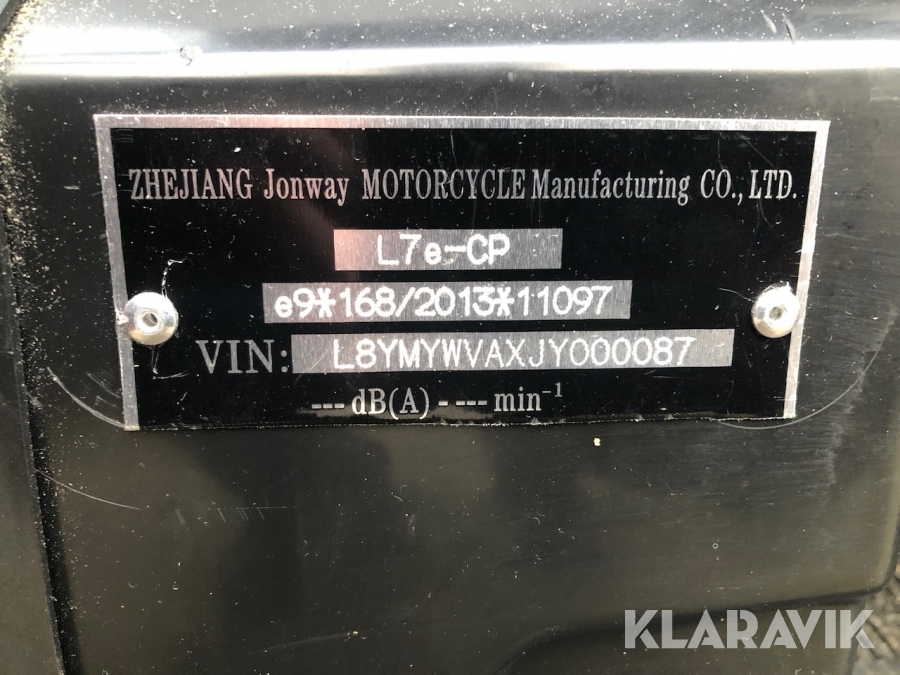 ZHEJIANG Jonway MOTORCYCLE Manufacturing CO., LTD.
L7e-CP
e9*168/2013*11097
VIN: L8YMYWVAXJY000087
--- dB(A) - --- min⁻¹
KLARAVIK